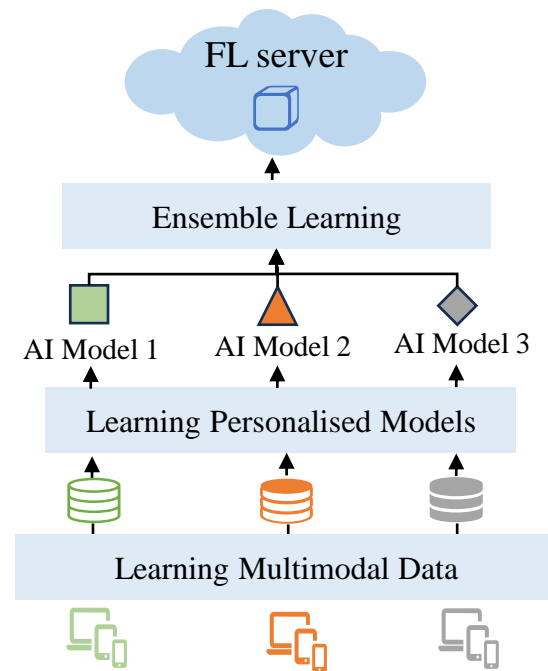 FL server
Ensemble Learning
AI Model 1
AI Model 2
AI Model 3
Learning Personalised Models
Learning Multimodal Data